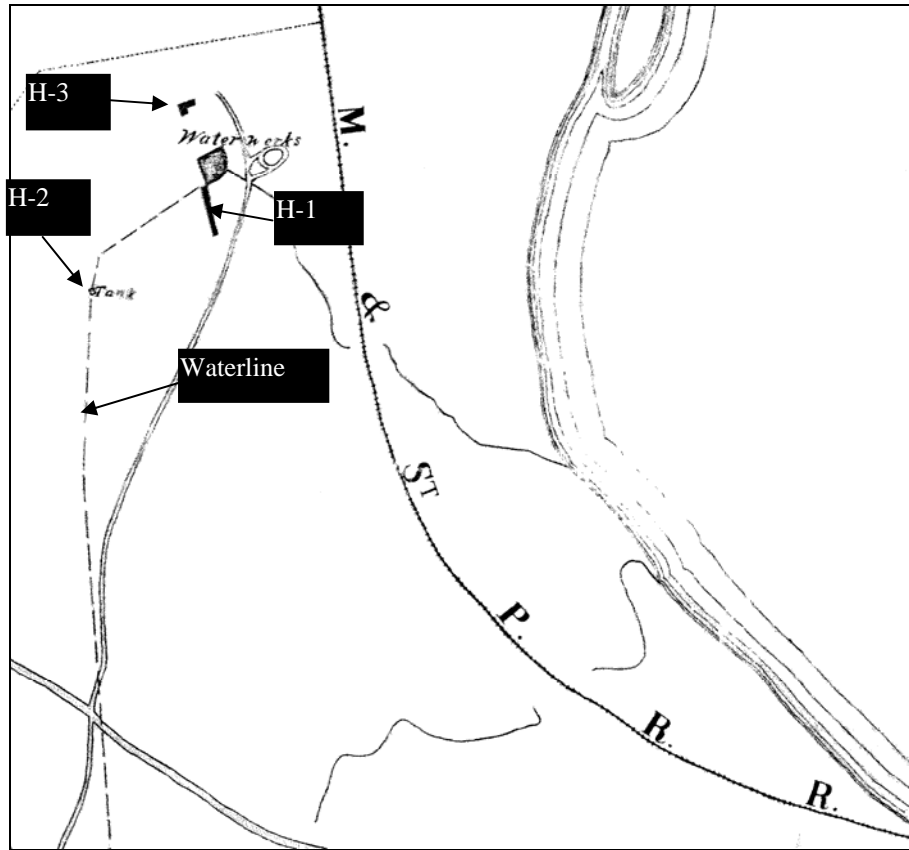 H-3
M.
Water works
H-2
H-1
Tank
&
Waterline
ST
P.
R.
R.